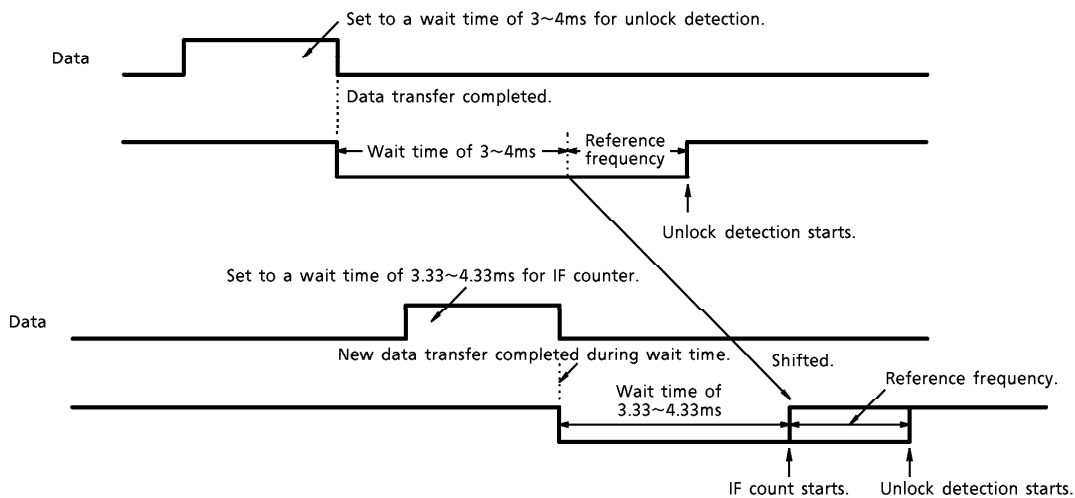 Set to a wait time of 3~4ms for unlock detection.
Data
Data transfer completed.
Wait time of 3~4ms
Reference
frequency
Unlock detection starts.
Set to a wait time of 3.33~4.33ms for IF counter.
Data
New data transfer completed during wait time.
Shifted.
Reference frequency.
Wait time of
3.33~4.33ms
IF count starts.
Unlock detection starts.